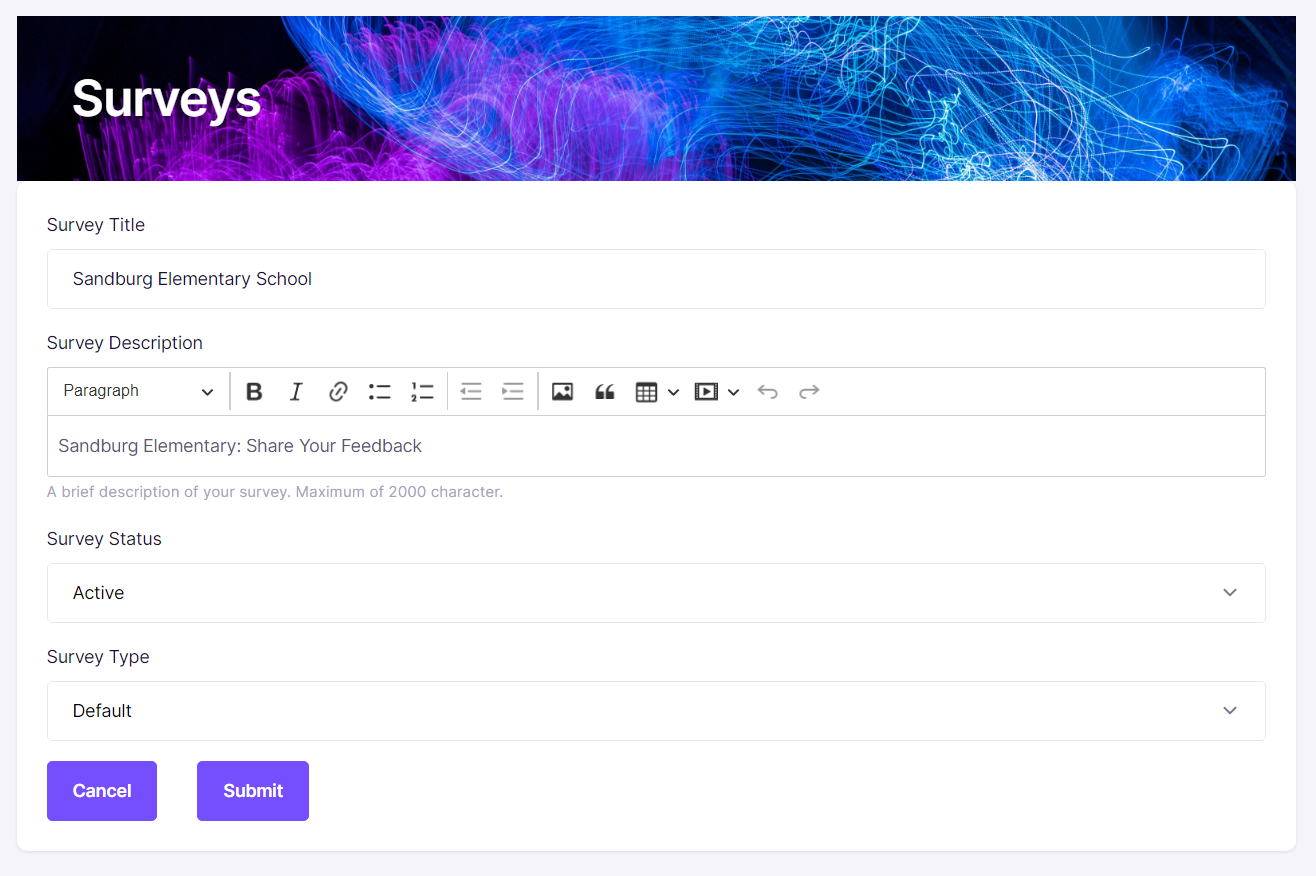 Surveys
Survey Title
Sandburg Elementary School
Survey Description
Paragraph
Sandburg Elementary: Share Your Feedback
A brief description of your survey. Maximum of 2000 character.
Survey Status
Active
Survey Type
Default
Cancel Submit